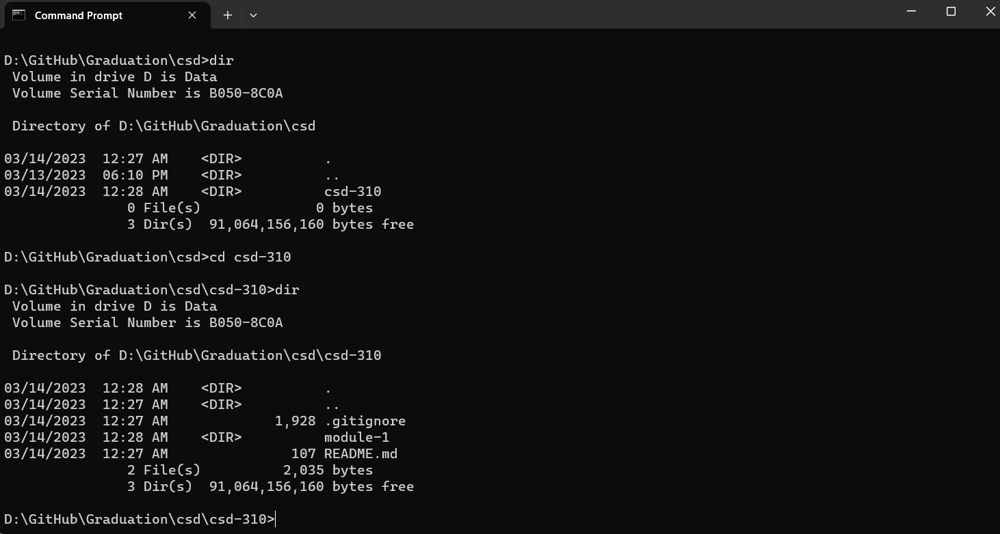 Command Prompt
D:\GitHub\Graduation\csd>dir
 Volume in drive D is Data
 Volume Serial Number is B050-8C0A
 Directory of D:\GitHub\Graduation\csd
03/14/2023  12:27 AM    <DIR>          .
03/13/2023  06:10 PM    <DIR>          ..
03/14/2023  12:28 AM    <DIR>          csd-310
               0 File(s)              0 bytes
               3 Dir(s)  91,064,156,160 bytes free
D:\GitHub\Graduation\csd>cd csd-310
D:\GitHub\Graduation\csd\csd-310>dir
 Volume in drive D is Data
 Volume Serial Number is B050-8C0A
 Directory of D:\GitHub\Graduation\csd\csd-310
03/14/2023  12:28 AM    <DIR>          .
03/14/2023  12:27 AM    <DIR>          ..
03/14/2023  12:27 AM             1,928 .gitignore
03/14/2023  12:28 AM    <DIR>          module-1
03/14/2023  12:27 AM               107 README.md
               2 File(s)          2,035 bytes
               3 Dir(s)  91,064,156,160 bytes free
D:\GitHub\Graduation\csd\csd-310>